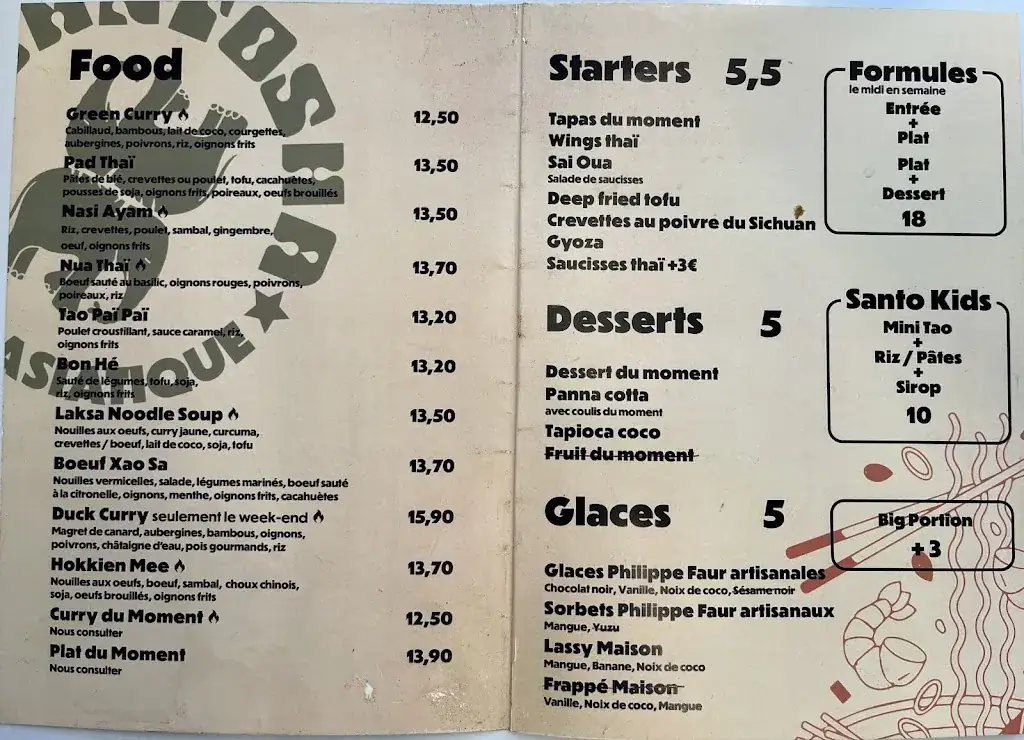 SANTOSHA
ASIATIQUE
Food
Green Curry 12,50
Cabillaud, bambous, lait de coco, courgettes,
aubergines, poivrons, riz, oignons frits
Pad Thaï 13,50
Pâtes de blé, crevettes ou poulet, tofu, cacahuètes,
pousses de soja, oignons frits, poireaux, oeufs brouillés
Nasi Ayam 13,50
Riz, crevettes, poulet, sambal, gingembre,
oeuf, oignons frits
Nua Thaï 13,70
Boeuf sauté au basilic, oignons rouges, poivrons,
poireaux, riz
Tao Paï Paï 13,20
Poulet croustillant, sauce caramel, riz,
oignons frits
Bon Hé 13,20
Sauté de légumes, tofu, soja,
riz, oignons frits
Laksa Noodle Soup 13,50
Nouilles aux oeufs, curry jaune, curcuma,
crevettes / boeuf, lait de coco, soja, tofu
Boeuf Xao Sa 13,70
Nouilles vermicelles, salade, légumes marinés, boeuf sauté
à la citronelle, oignons, menthe, oignons frits, cacahuètes
Duck Curry seulement le week-end 15,90
Magret de canard, aubergines, bambous, oignons,
poivrons, châtaigne d'eau, pois gourmands, riz
Hokkien Mee 13,70
Nouilles aux oeufs, boeuf, sambal, choux chinois,
soja, oeufs brouillés, oignons frits
Curry du Moment 12,50
Nous consulter
Plat du Moment 13,90
Nous consulter
Starters 5,5
Tapas du moment
Wings thaï
Sai Oua
Salade de saucisses
Deep fried tofu
Crevettes au poivre du Sichuan
Gyoza
Saucisses thaï +3€
Desserts 5
Dessert du moment
Panna cotta
avec coulis du moment
Tapioca coco
Fruit du moment
Glaces 5
Glaces Philippe Faur artisanales
Chocolat noir, Vanille, Noix de coco, Sésame noir
Sorbets Philippe Faur artisanaux
Mangue, Yuzu
Lassy Maison
Mangue, Banane, Noix de coco
Frappé Maison
Vanille, Noix de coco, Mangue
Formules
le midi en semaine
Entrée
+
Plat
Plat
+
Dessert
18
Santo Kids
Mini Tao
+
Riz / Pâtes
+
Sirop
10
Big Portion
+ 3